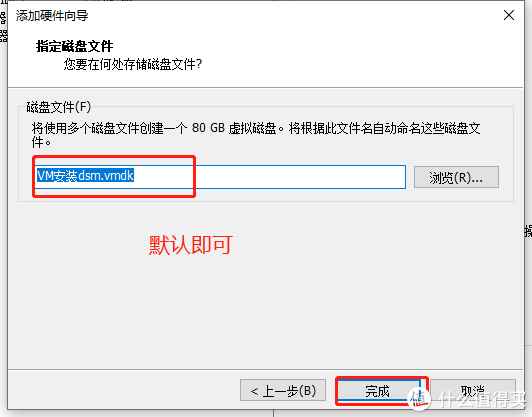 添加硬件向导
指定磁盘文件
您要在何处存储磁盘文件?
磁盘文件(F)
将使用多个磁盘文件创建一个 80 GB 虚拟磁盘。将根据此文件名自动命名这些磁盘文
件。
VM安装dsm.vmdk
浏览(R)...
默认即可
操
< 上一步(B)
完成
取消
值 什么值得买